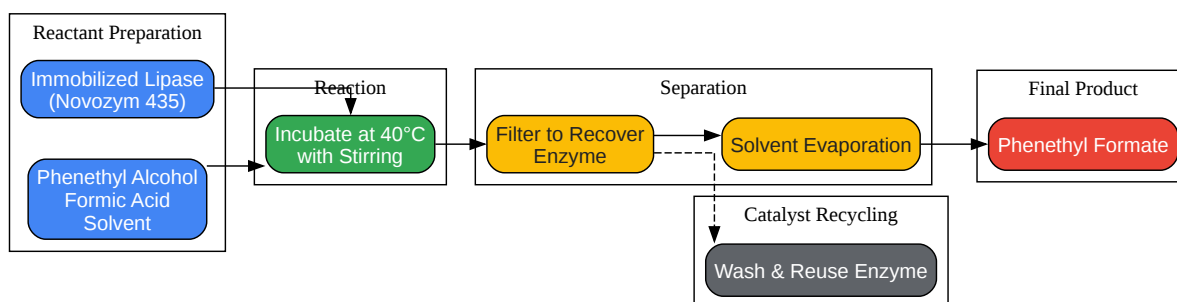 Reactant Preparation
Immobilized Lipase
(Novozym 435)
Phenethyl Alcohol
Formic Acid
Solvent
Reaction
Incubate at 40°C
with Stirring
Separation
Filter to Recover
Enzyme
Solvent Evaporation
Final Product
Phenethyl Formate
Catalyst Recycling
Wash & Reuse Enzyme